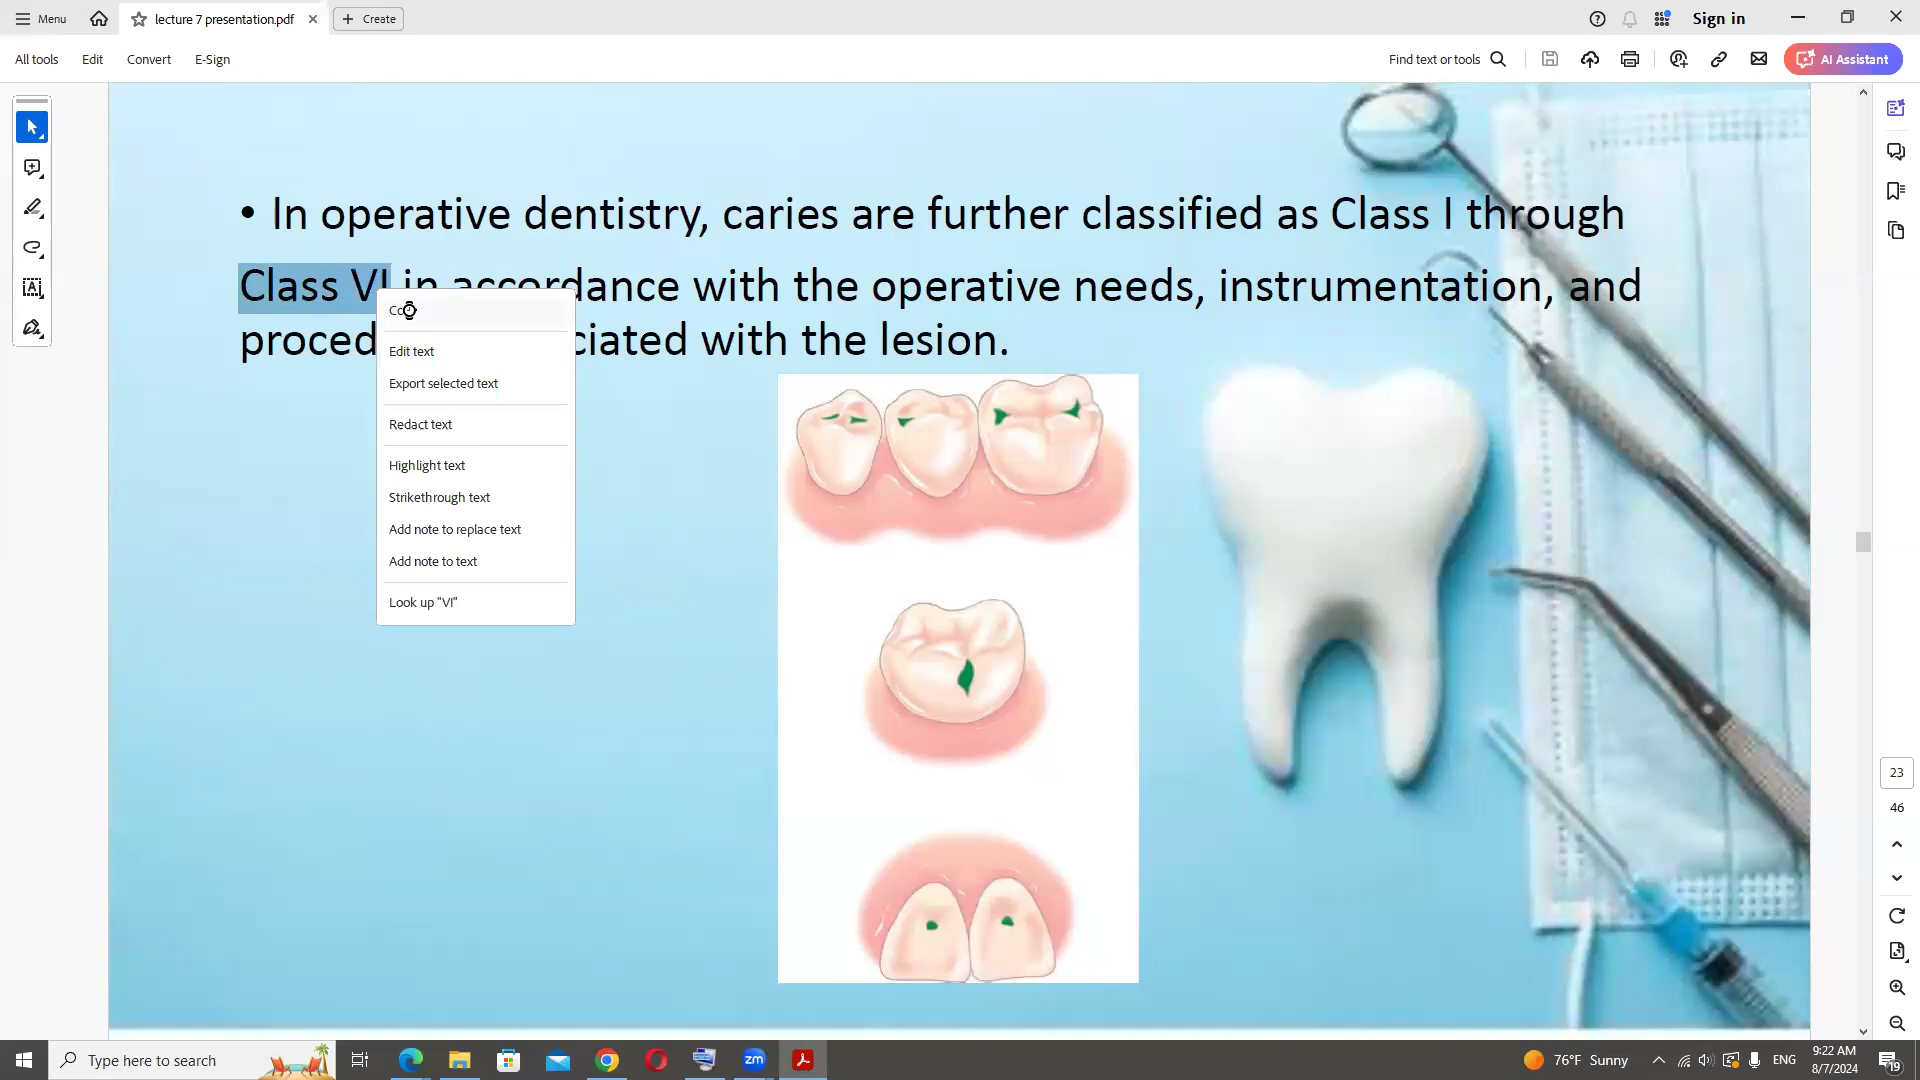 Menu
lecture 7 presentation.pdf
Create
Sign in
All tools
Edit
Convert
E-Sign
Find text or tools
AI Assistant
• In operative dentistry, caries are further classified as Class I through
Class VI in accordance with the operative needs, instrumentation, and
proced ciated with the lesion.
Edit text
Export selected text
Redact text
Highlight text
Strikethrough text
Add note to replace text
Add note to text
Look up "VI"
23
46
Type here to search
zm
76°F Sunny
ENG
9:22 AM
8/7/2024
19